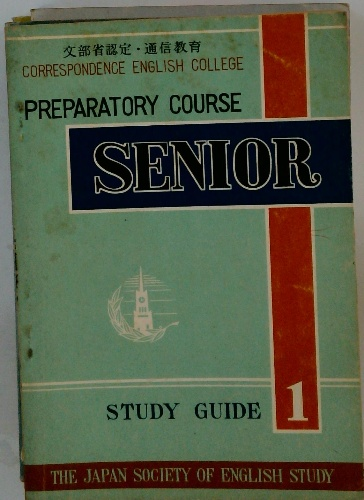 文部省認定・通信教育
CORRESPONDENCE ENGLISH COLLEGE
PREPARATORY COURSE
SENIOR
STUDY GUIDE 1
THE JAPAN SOCIETY OF ENGLISH STUDY